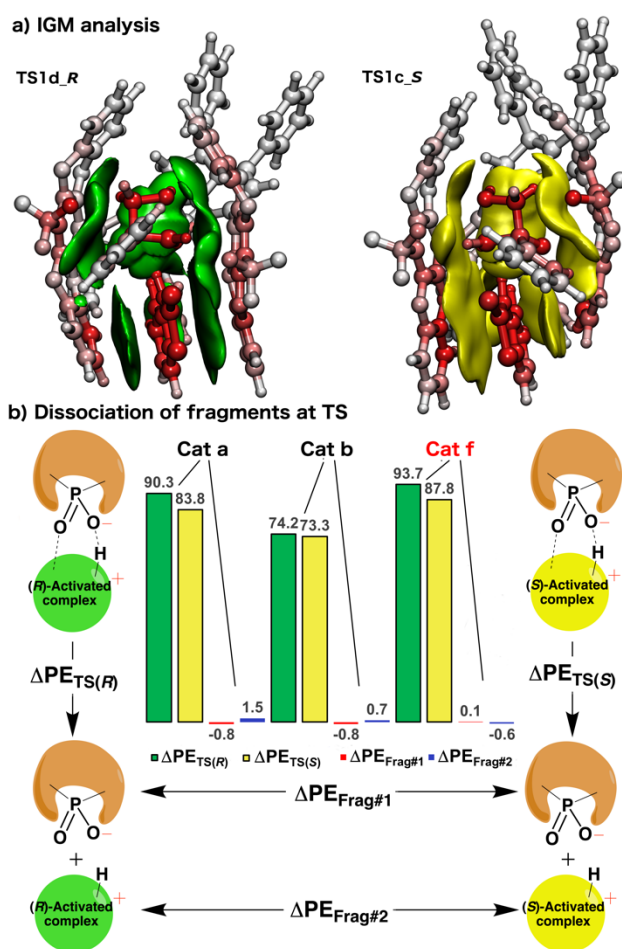 a) IGM analysis
TS1d_R
TS1c_S
b) Dissociation of fragments at TS
Cat a
Cat b
Cat f
90.3
83.8
-0.8
1.5
74.2
73.3
-0.8
0.7
93.7
87.8
0.1
-0.6
P
O
O
−
H
+
(R)-Activated
complex
P
O
O
−
H
+
(S)-Activated
complex
ΔPETS(R)
ΔPETS(S)
ΔPETS(R) ΔPETS(S) ΔPEFrag#1 ΔPEFrag#2
P
O
O−
ΔPEFrag#1
P
O
O−
+
+
H
+
(R)-Activated
complex
ΔPEFrag#2
H
+
(S)-Activated
complex